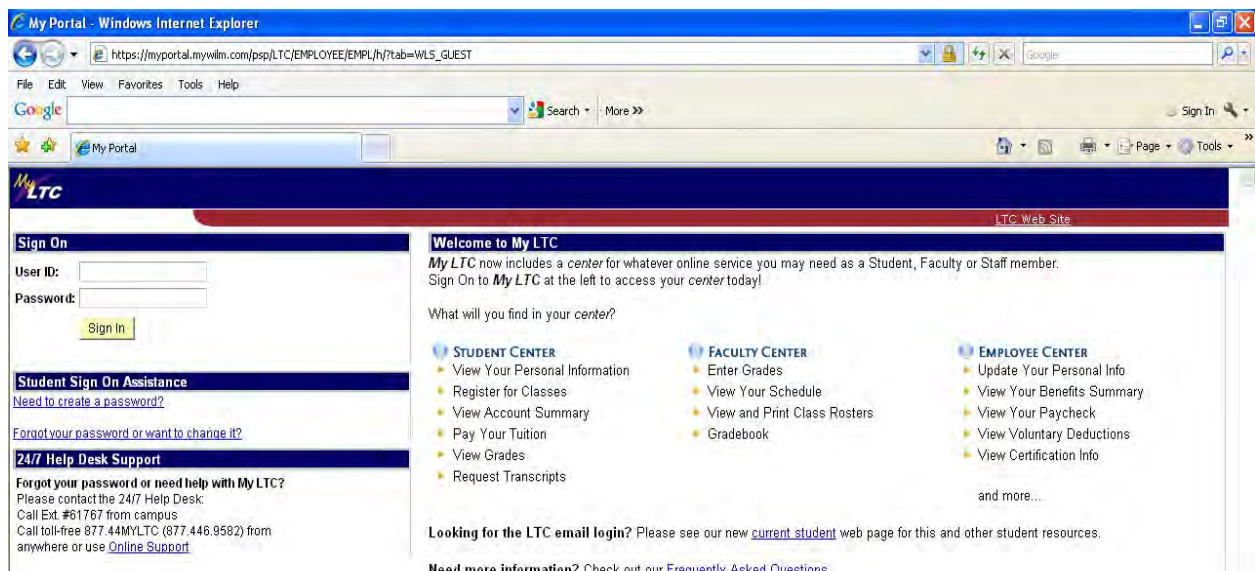 My Portal - Windows Internet Explorer
https://myportal.mywilm.com/psp/LTC/EMPLOYEE/EMPL/h/?tab=WLS_GUEST
Google
File Edit View Favorites Tools Help
Google Search More >> Sign In
My Portal
Page Tools >>
My LTC
LTC Web Site
Sign On
User ID:
Password:
Sign In
Student Sign On Assistance
Need to create a password?
Forgot your password or want to change it?
24/7 Help Desk Support
Forgot your password or need help with My LTC?
Please contact the 24/7 Help Desk:
Call Ext. #61767 from campus
Call toll-free 877.44MYLTC (877.446.9582) from
anywhere or use Online Support
Welcome to My LTC
My LTC now includes a center for whatever online service you may need as a Student, Faculty or Staff member.
Sign On to My LTC at the left to access your center today!
What will you find in your center?
STUDENT CENTER
View Your Personal Information
Register for Classes
View Account Summary
Pay Your Tuition
View Grades
Request Transcripts
FACULTY CENTER
Enter Grades
View Your Schedule
View and Print Class Rosters
Gradebook
EMPLOYEE CENTER
Update Your Personal Info
View Your Benefits Summary
View Your Paycheck
View Voluntary Deductions
View Certification Info
and more...
Looking for the LTC email login? Please see our new current student web page for this and other student resources.
Need more information? Check out our Frequently Asked Questions